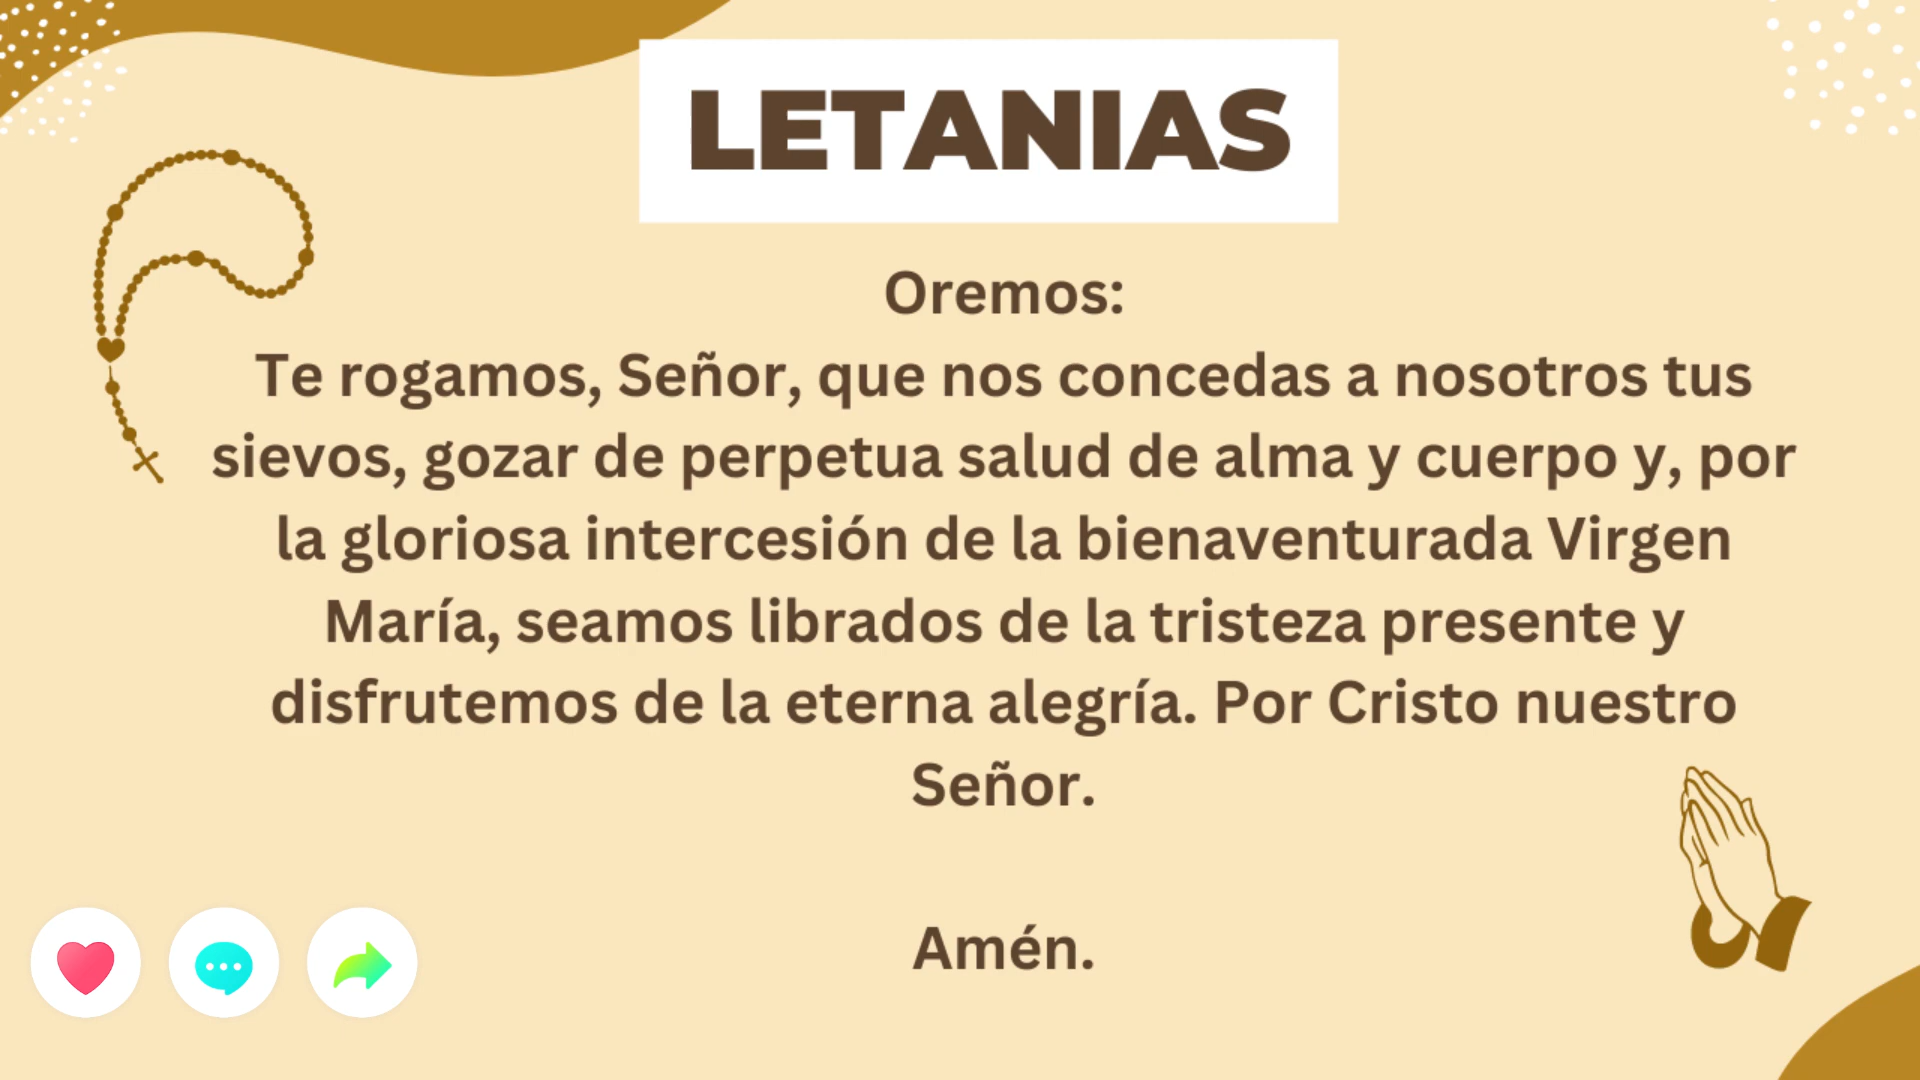 LETANIAS
Oremos:
Te rogamos, Señor, que nos concedas a nosotros tus
sievos, gozar de perpetua salud de alma y cuerpo y, por
la gloriosa intercesión de la bienaventurada Virgen
María, seamos librados de la tristeza presente y
disfrutemos de la eterna alegría. Por Cristo nuestro
Señor.
Amén.